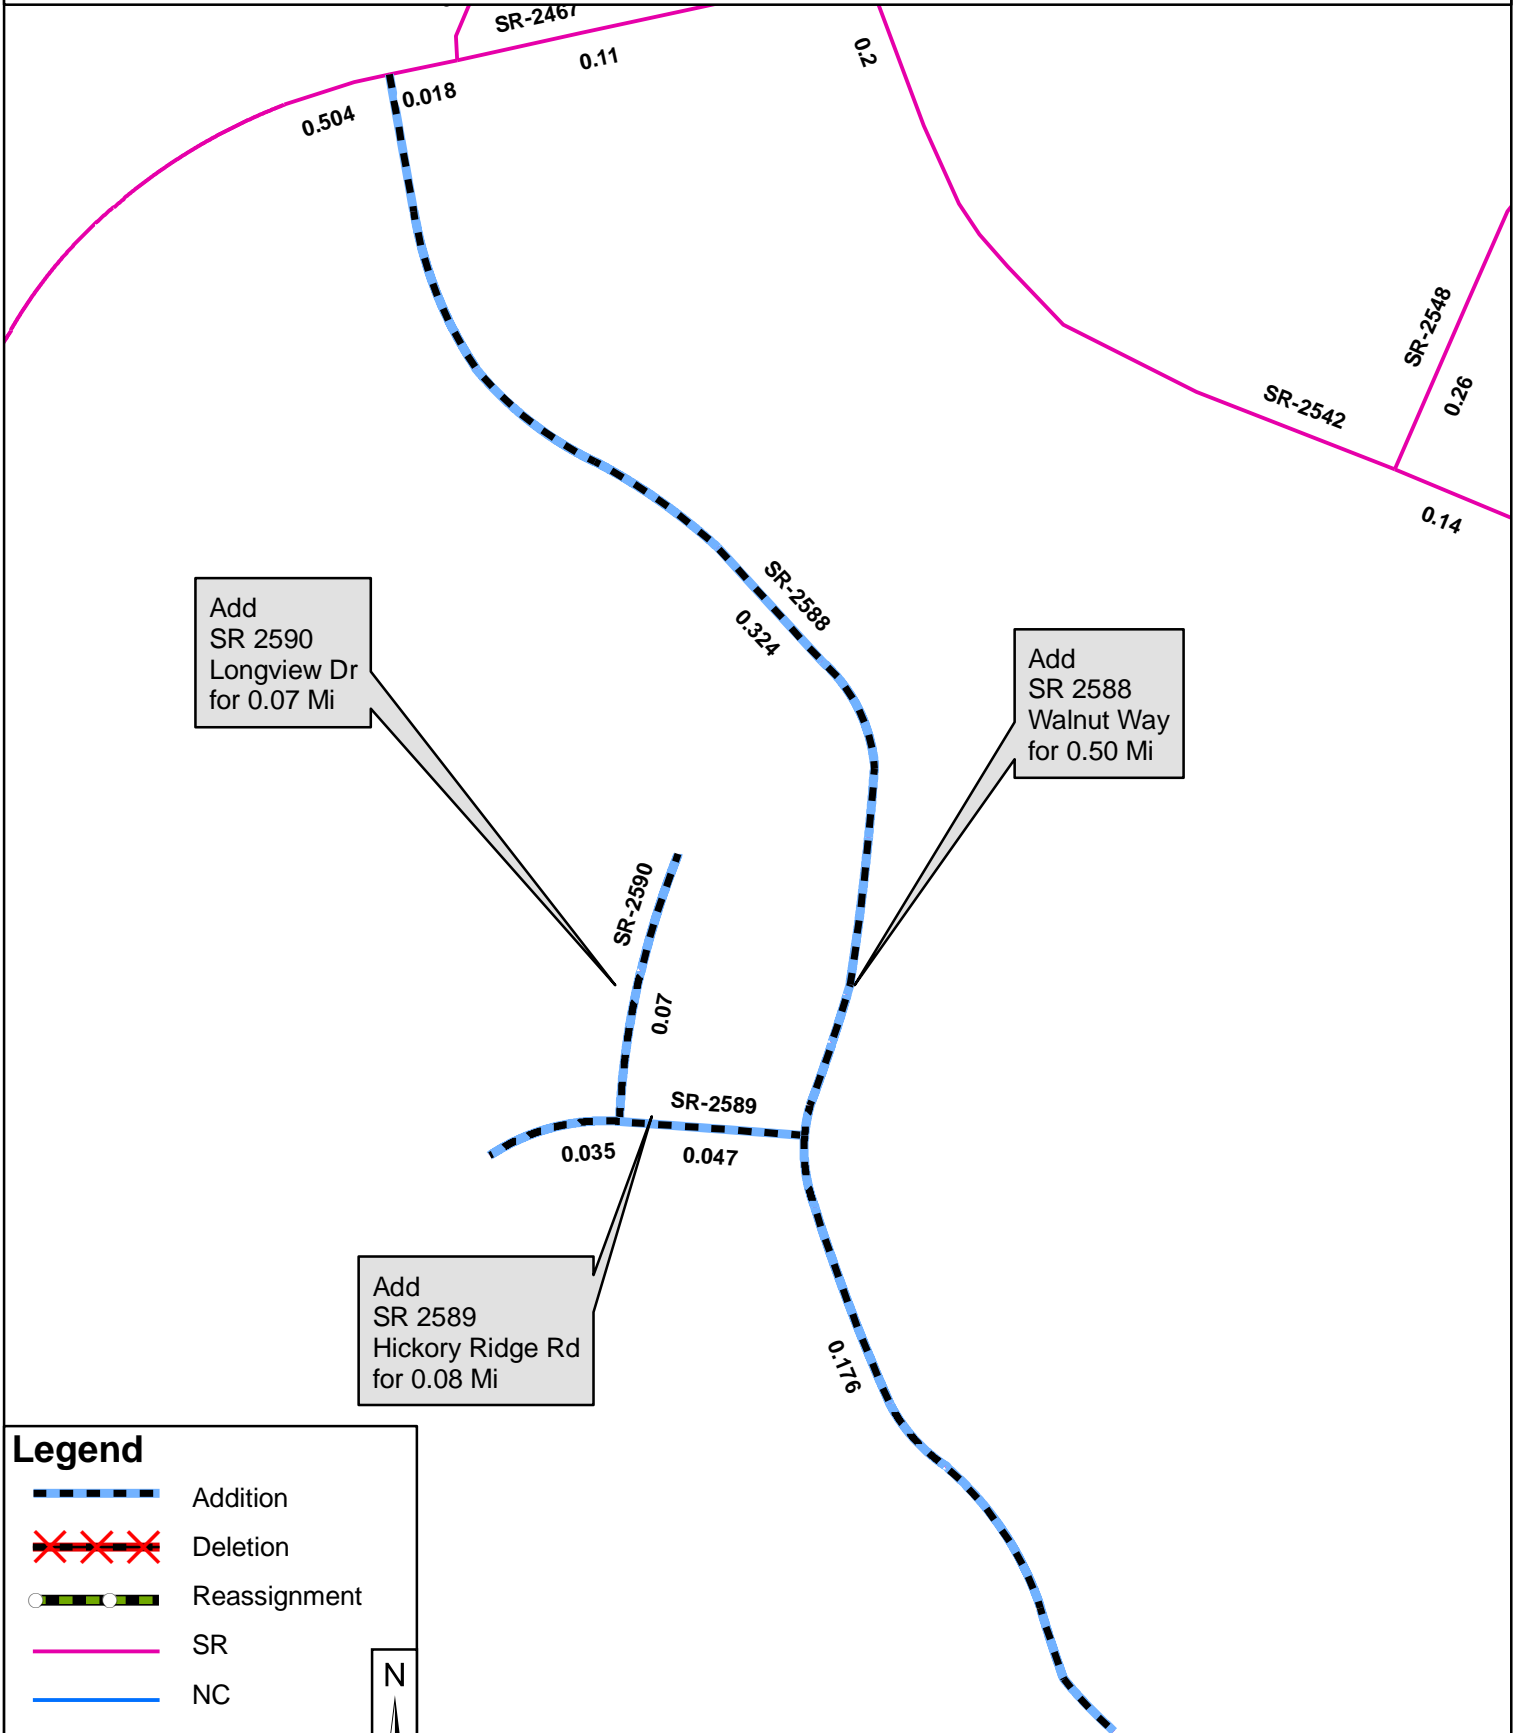 SR-2467
0.11
0.2
0.018
0.504
SR-2548
0.26
SR-2542
0.14
SR-2588
0.324
Add
SR 2590
Longview Dr
for 0.07 Mi
Add
SR 2588
Walnut Way
for 0.50 Mi
SR-2590
0.07
SR-2589
0.035
0.047
Add
SR 2589
Hickory Ridge Rd
for 0.08 Mi
0.176
Legend
Addition
Deletion
Reassignment
SR
NC
N